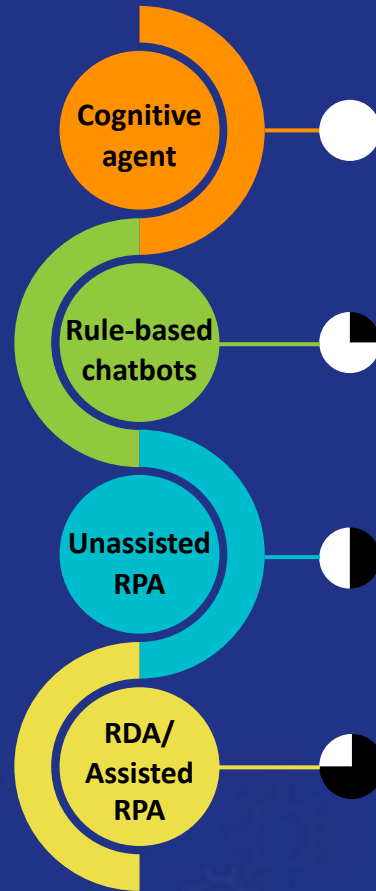 Cognitive
agent
Rule-based
chatbots
Unassisted
RPA
RDA/
Assisted
RPA